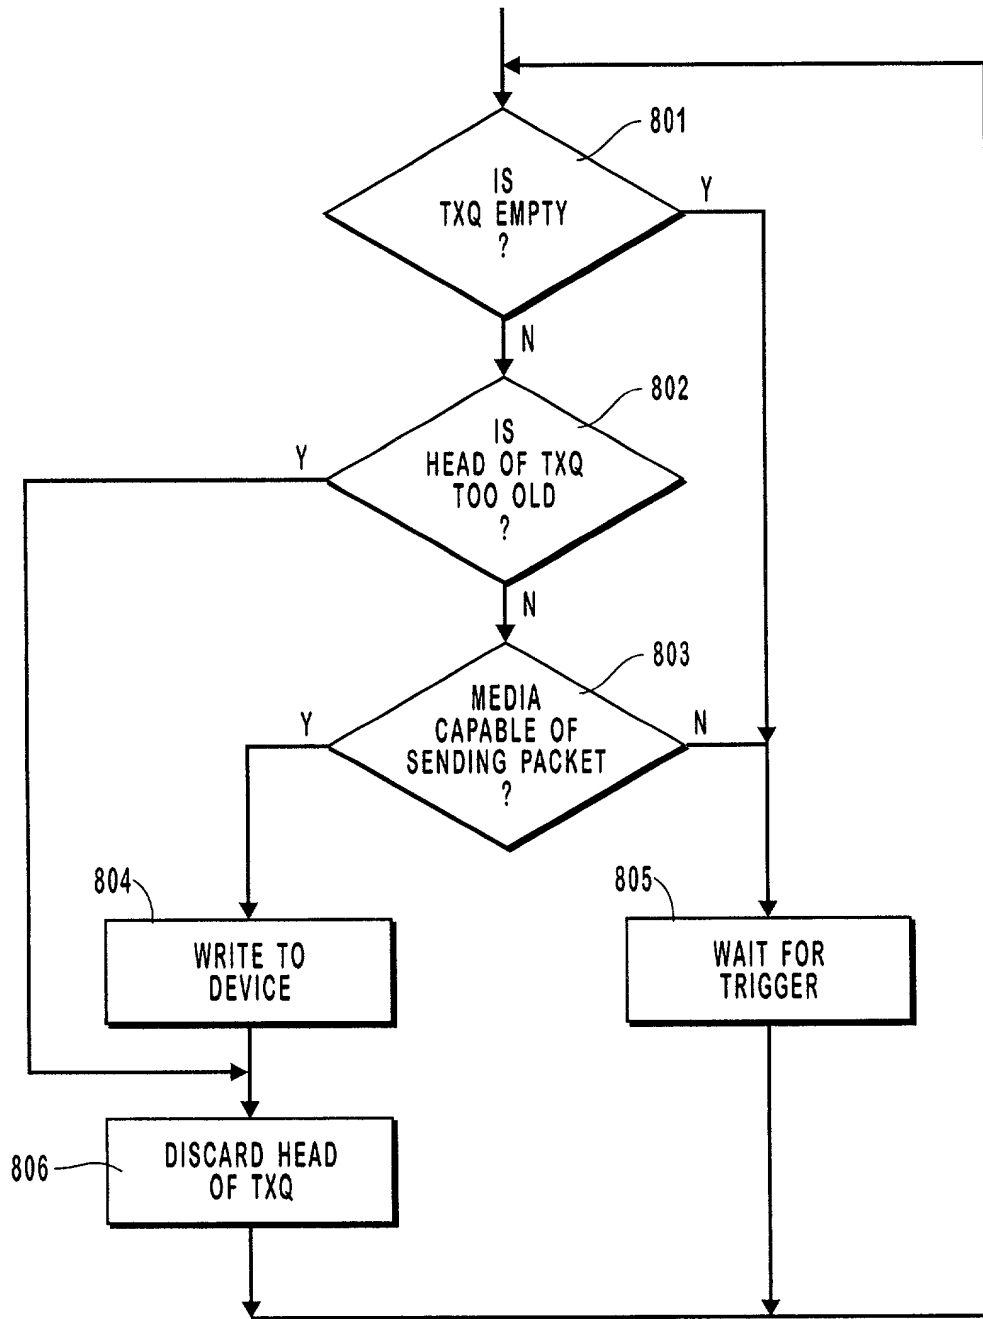 801
IS
TXQ EMPTY
?
Y
N
802
IS
HEAD OF TXQ
TOO OLD
?
Y
N
803
MEDIA
CAPABLE OF
SENDING PACKET
?
Y
N
804
WRITE TO
DEVICE
805
WAIT FOR
TRIGGER
806
DISCARD HEAD
OF TXQ